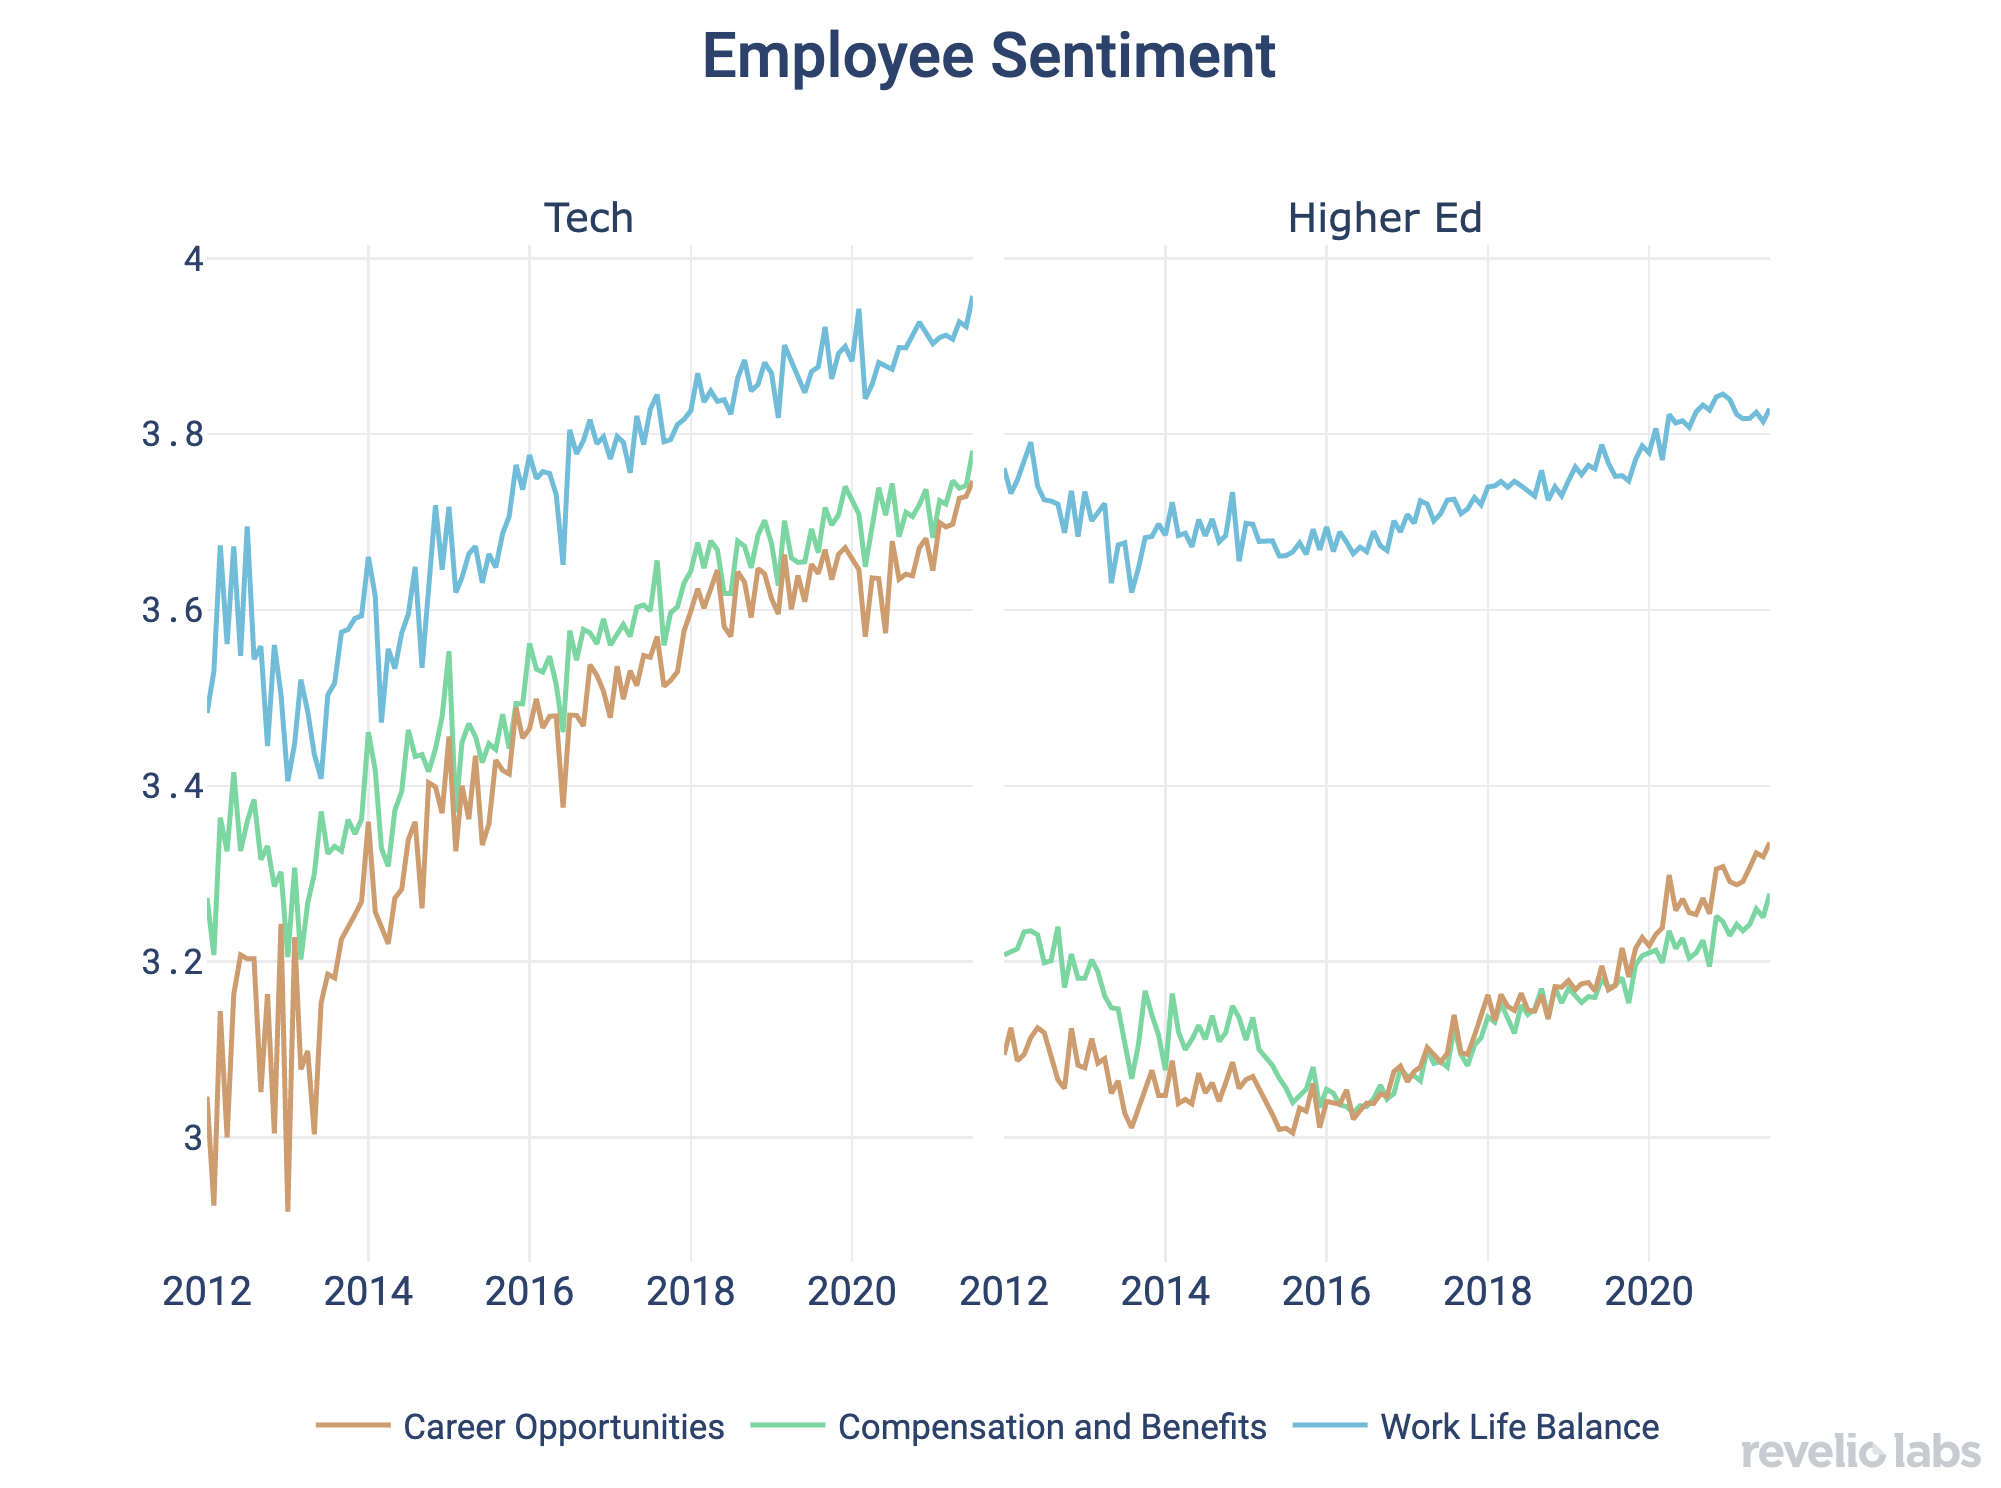 Employee Sentiment
Tech
Higher Ed
4
3.8
3.6
3.4
3.2
3
2012 2014 2016 2018 2020 2012 2014 2016 2018 2020
Career Opportunities Compensation and Benefits Work Life Balance
revelio labs